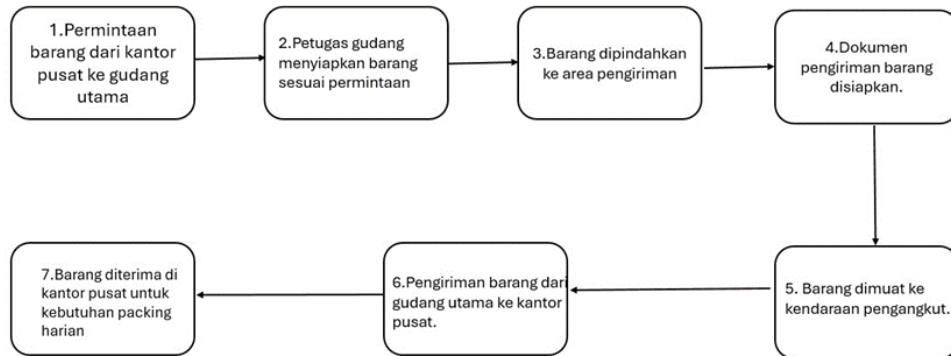 1.Permintaan
barang dari kantor
pusat ke gudang
utama
2.Petugas gudang
menyiapkan barang
sesuai permintaan
3.Barang dipindahkan
ke area pengiriman
4.Dokumen
pengiriman barang
disiapkan.
5. Barang dimuat ke
kendaraan pengangkut.
6.Pengiriman barang dari
gudang utama ke kantor
pusat.
7.Barang diterima di
kantor pusat untuk
kebutuhan packing
harian